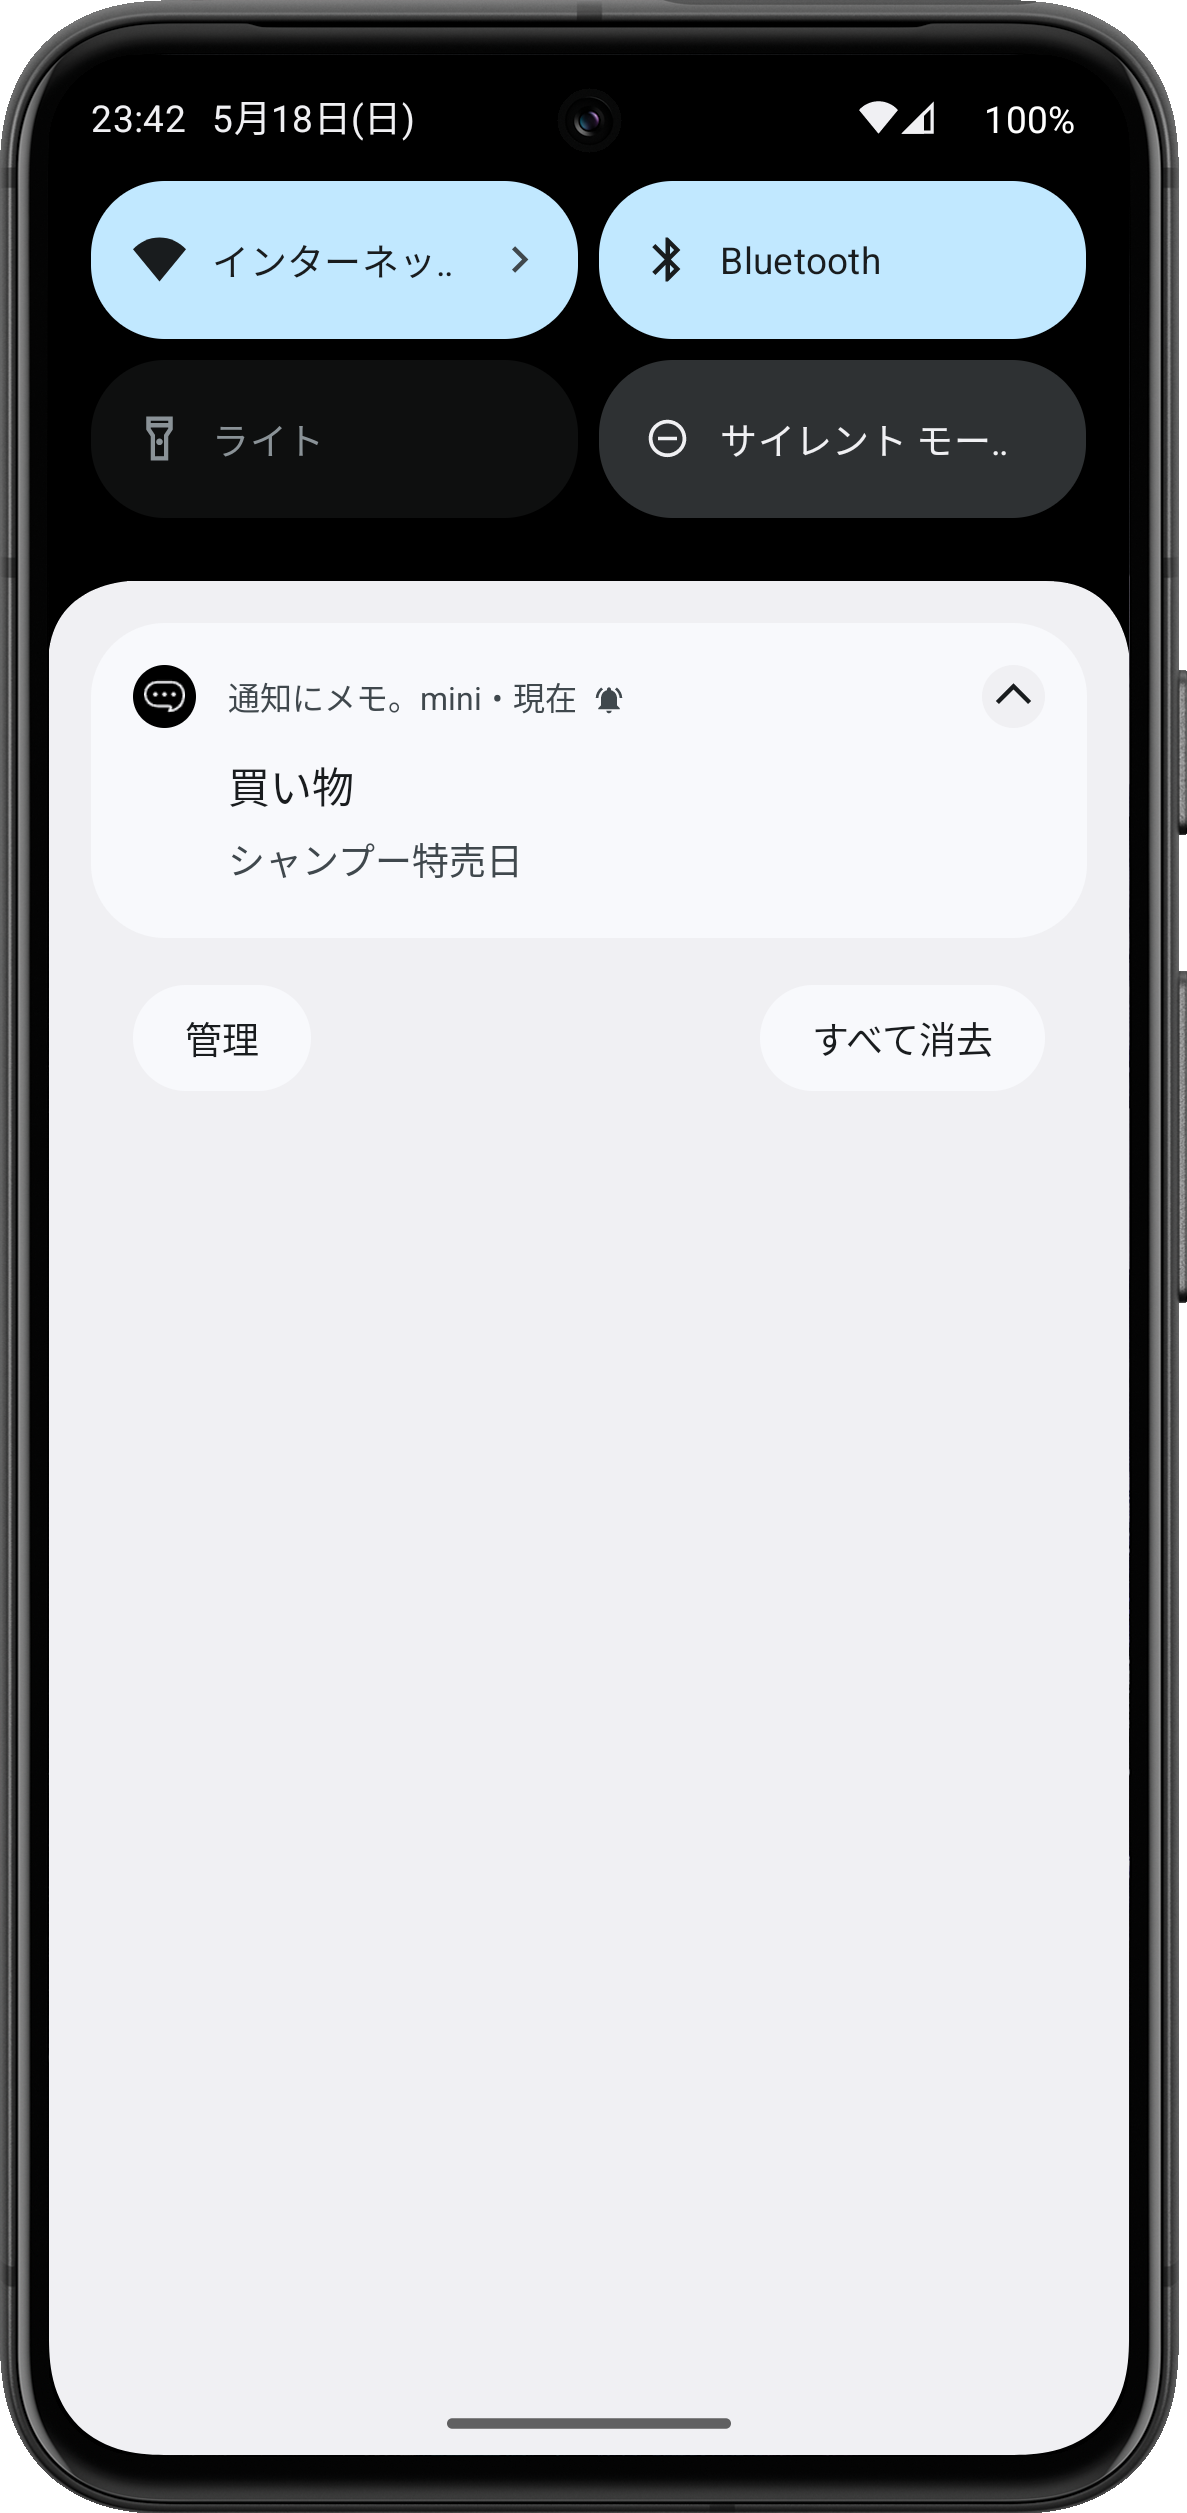 23:42 5月18日(日) 100%
インターネッ..
Bluetooth
ライト
サイレント モー..
通知にメモ。mini・現在
買い物
シャンプー特売日
管理
すべて消去